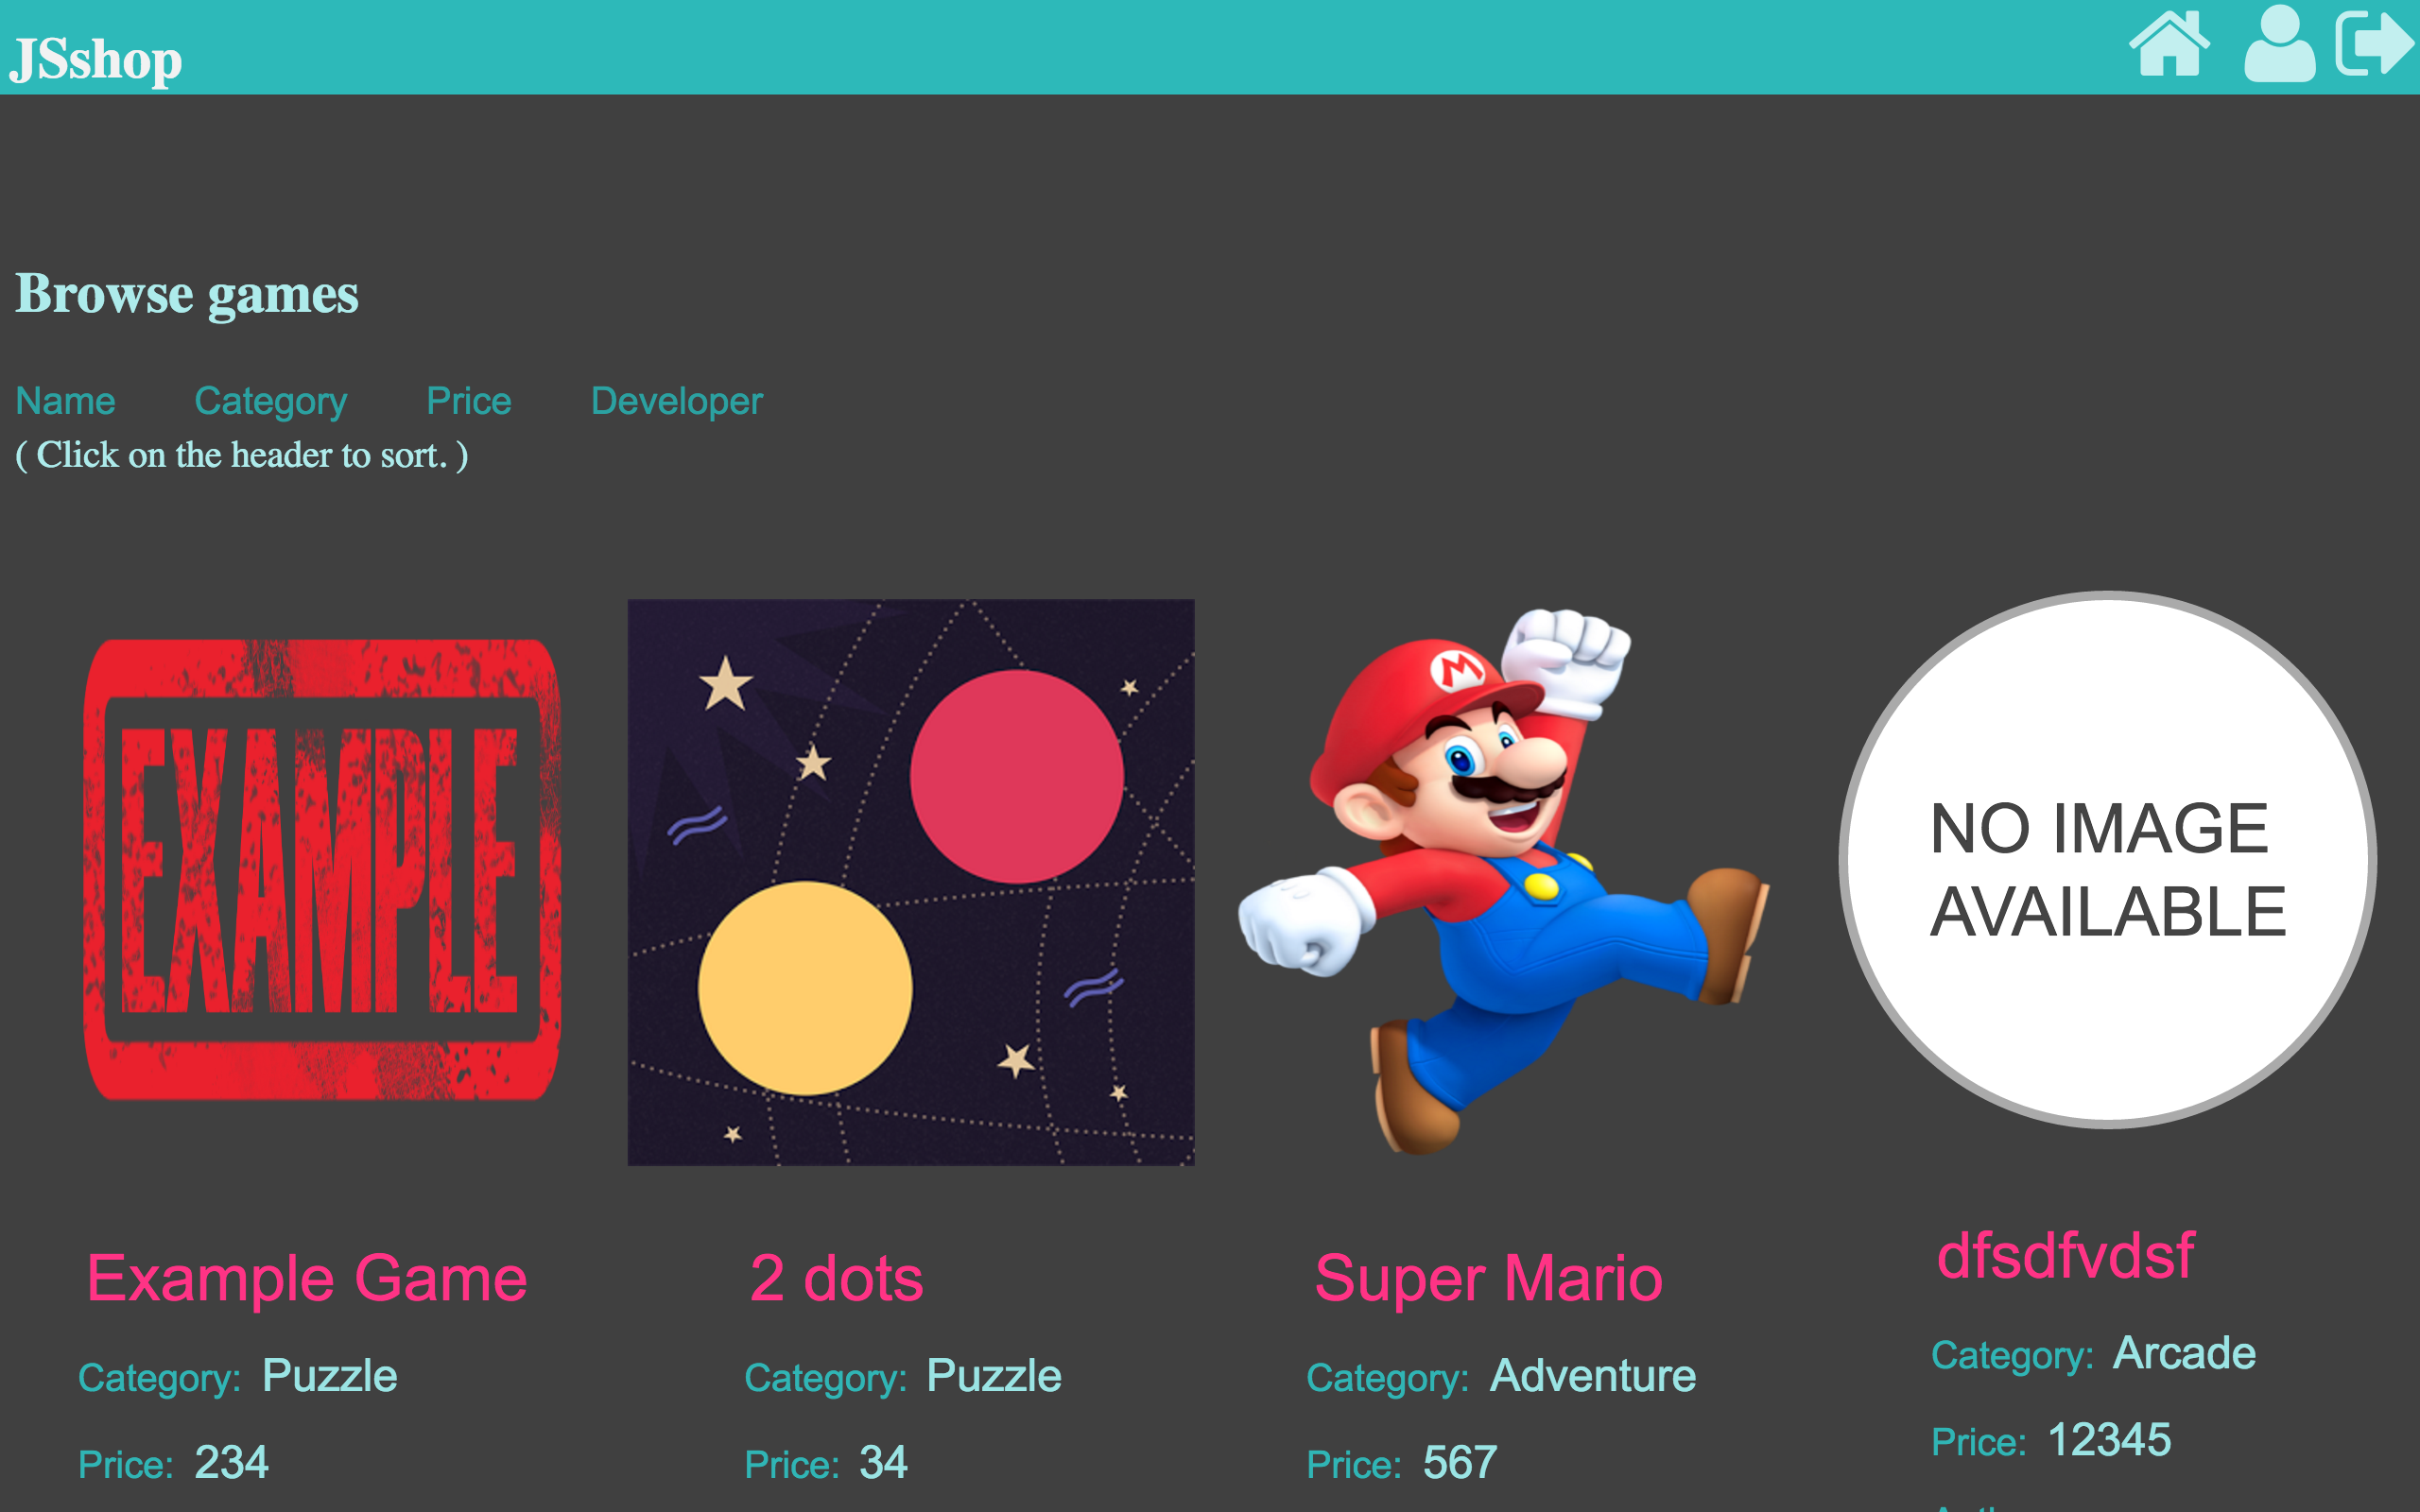 JSshop
Browse games
Name Category Price Developer
( Click on the header to sort. )
EXAMPLE
M
NO IMAGE
AVAILABLE
Example Game
Category: Puzzle
Price: 234
2 dots
Category: Puzzle
Price: 34
Super Mario
Category: Adventure
Price: 567
dfsdfvdsf
Category: Arcade
Price: 12345